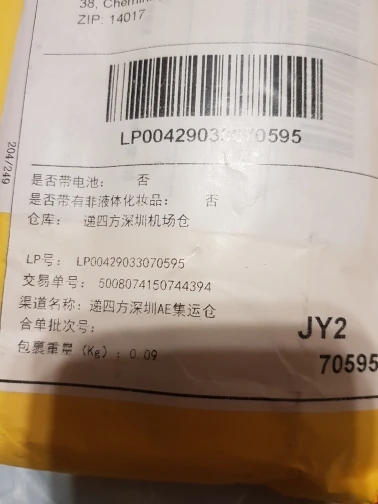 38,
ZIP: 14017
LP00429033070595
204/249
是否带电池: 否
是否带有非液体化妆品: 否
仓库: 递四方深圳机场仓
LP号: LP00429033070595
交易单号: 5008074150744394
渠道名称: 递四方深圳AE集运仓
合单批次号:
包裹重量 (Kg) : 0.09
JY2
70595